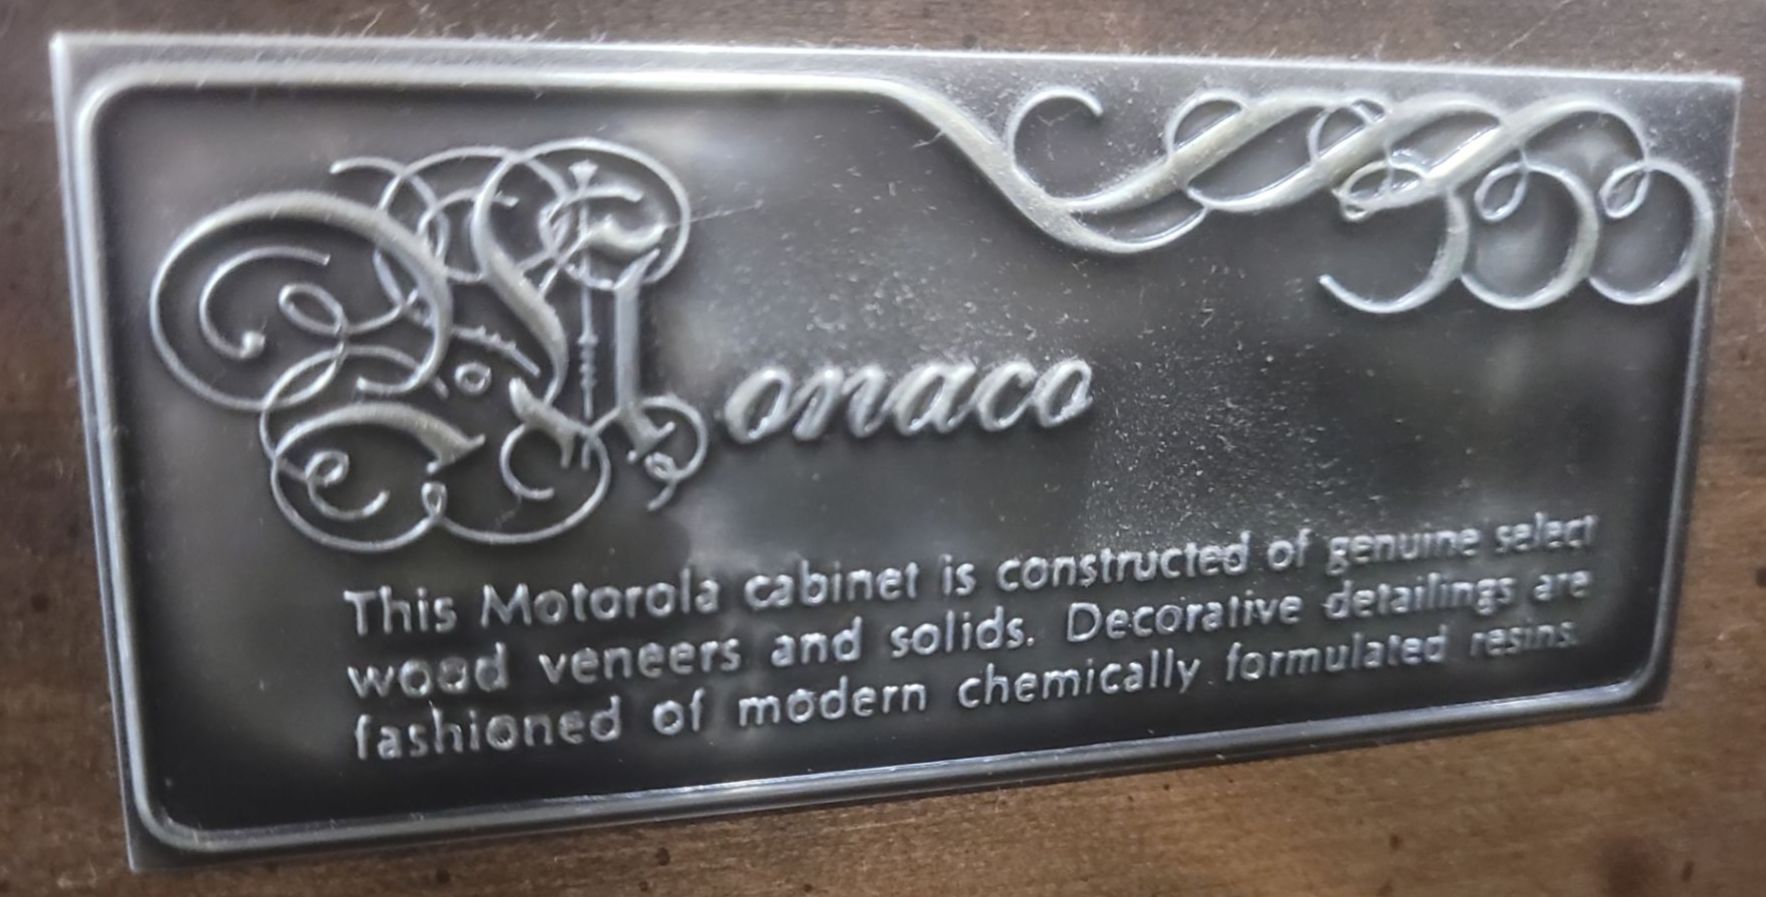 Monaco
This Motorola cabinet is constructed of genuine select
wood veneers and solids. Decorative detailings are
fashioned of modern chemically formulated resins.